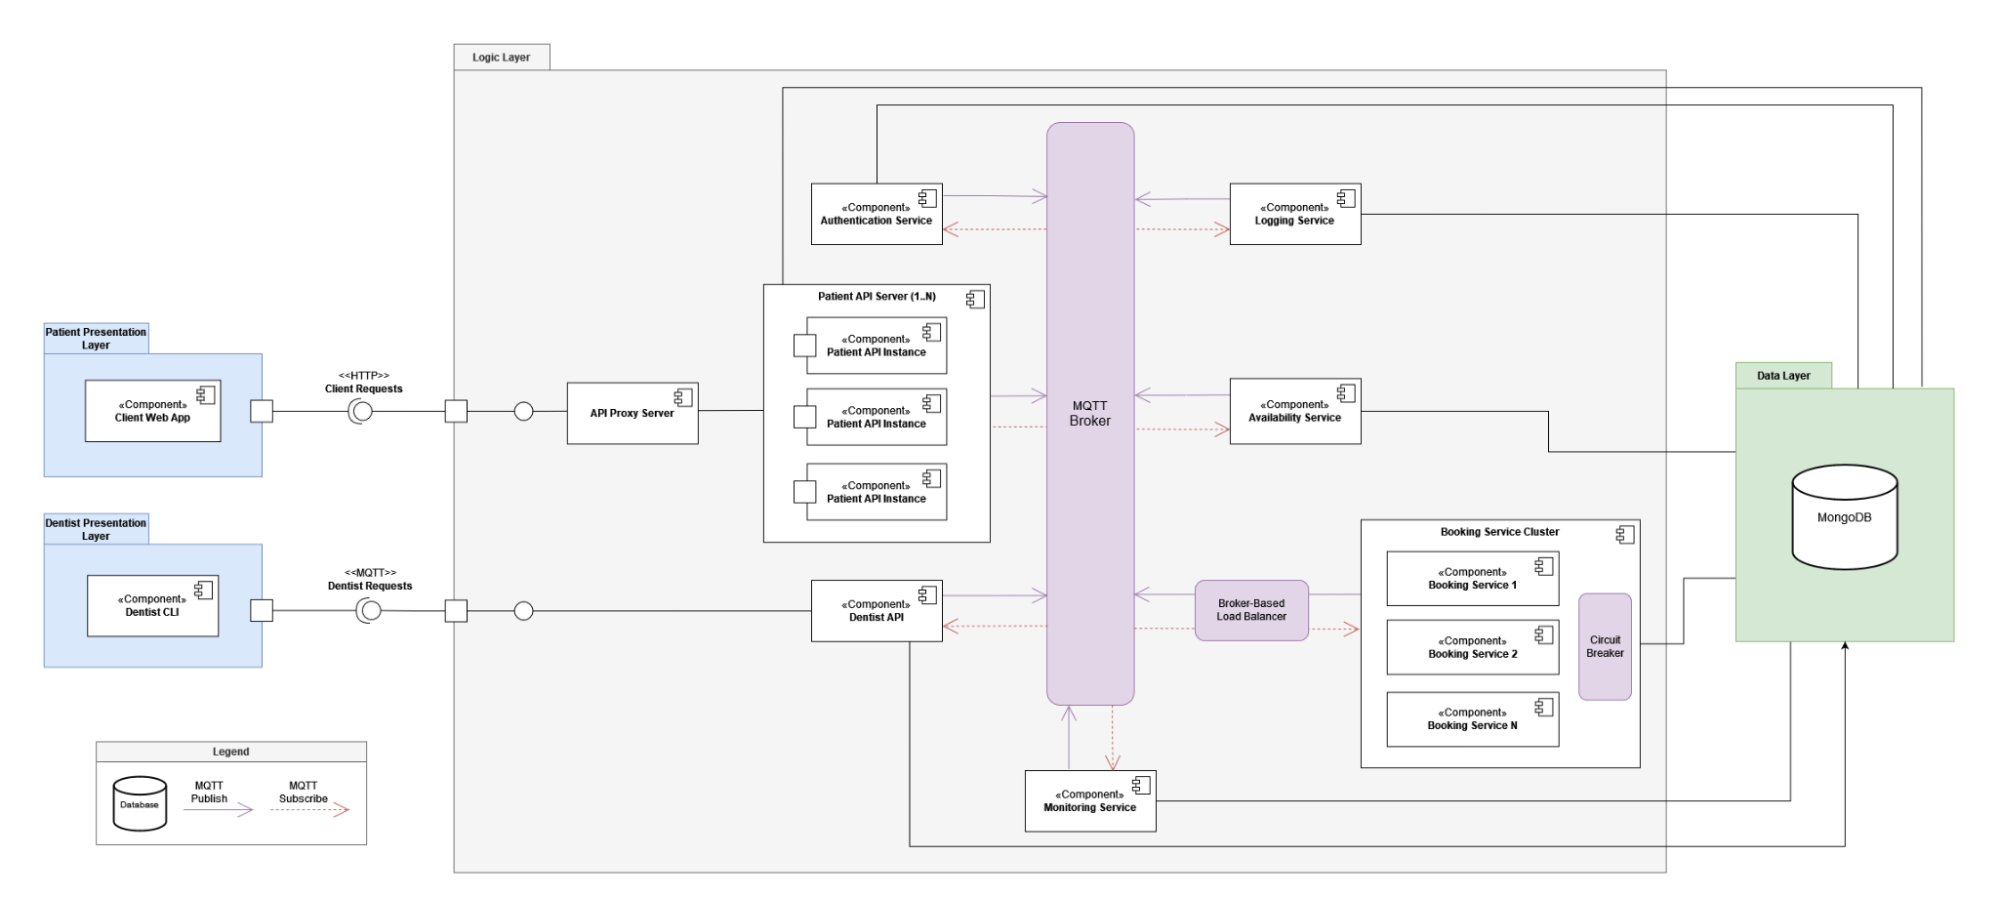 Logic Layer
«Component»
Authentication Service
«Component»
Logging Service
MQTT
Broker
Patient API Server (1..N)
«Component»
Patient API Instance
«Component»
Patient API Instance
«Component»
Patient API Instance
Patient Presentation
Layer
«Component»
Client Web App
<<HTTP>>
Client Requests
API Proxy Server
«Component»
Availability Service
Data Layer
MongoDB
Dentist Presentation
Layer
«Component»
Dentist CLI
<<MQTT>>
Dentist Requests
«Component»
Dentist API
Broker-Based
Load Balancer
Booking Service Cluster
«Component»
Booking Service 1
«Component»
Booking Service 2
«Component»
Booking Service N
Circuit
Breaker
«Component»
Monitoring Service
Legend
Database
MQTT
Publish
MQTT
Subscribe